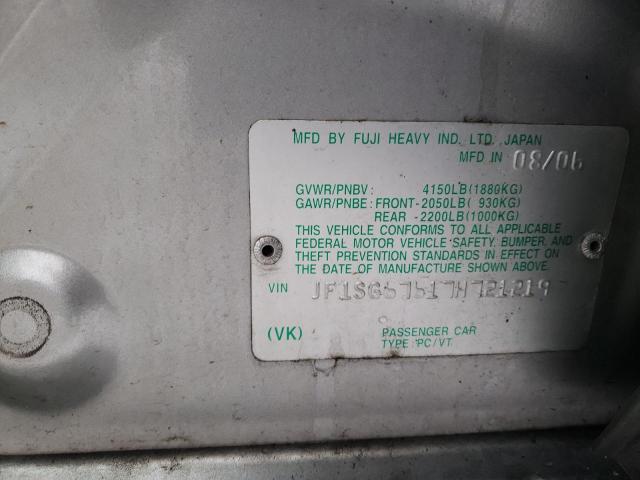 MFD BY FUJI HEAVY IND. LTD. JAPAN
MFD IN 08/06
GVWR/PNBV: 4150LB(1880KG)
GAWR/PNBE: FRONT-2050LB( 930KG)
REAR -2200LB(1000KG)
THIS VEHICLE CONFORMS TO ALL APPLICABLE
FEDERAL MOTOR VEHICLE SAFETY, BUMPER, AND
THEFT PREVENTION STANDARDS IN EFFECT ON
THE DATE OF MANUFACTURE SHOWN ABOVE.
VIN JF1SG67617H721219
(VK) PASSENGER CAR
TYPE PC/VT